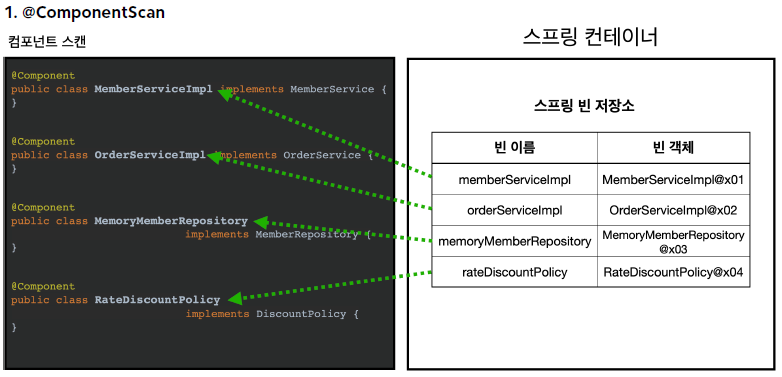 1. @ComponentScan
컴포넌트 스캔
@Component
public class MemberServiceImpl implements MemberService {
}
@Component
public class OrderServiceImpl implements OrderService {
}
@Component
public class MemoryMemberRepository
implements MemberRepository {
}
@Component
public class RateDiscountPolicy
implements DiscountPolicy {
}
스프링 컨테이너
스프링 빈 저장소
빈 이름 빈 객체
memberServiceImpl MemberServiceImpl@x01
orderServiceImpl OrderServiceImpl@x02
memoryMemberRepository MemoryMemberRepository
@x03
rateDiscountPolicy RateDiscountPolicy@x04